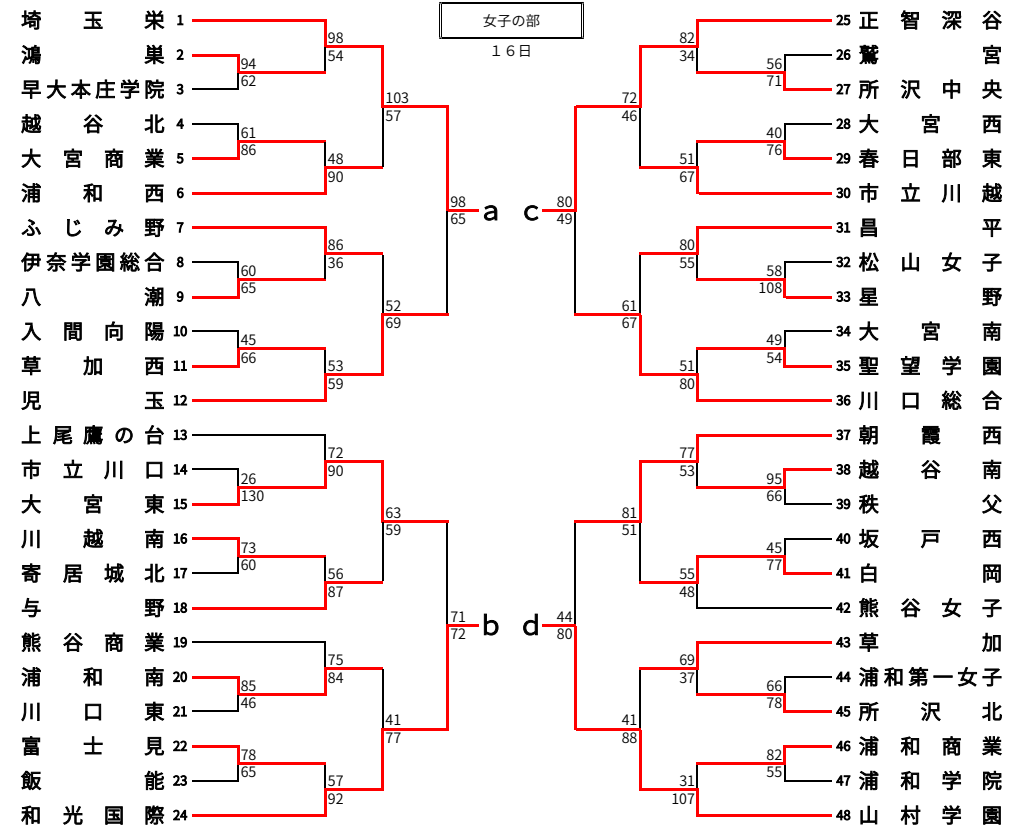 女子の部
１６日
埼玉栄 1
鴻巣 2
早大本庄学院 3
越谷北 4
大宮商業 5
浦和西 6
ふじみ野 7
伊奈学園総合 8
八潮 9
入間向陽 10
草加西 11
児玉 12
上尾鷹の台 13
市立川口 14
大宮東 15
川越南 16
寄居城北 17
与野 18
熊谷商業 19
浦和南 20
川口東 21
富士見 22
飯能 23
和光国際 24
94
62
61
86
60
65
45
66
26
130
73
60
85
46
78
65
98
54
48
90
86
36
53
59
72
90
56
87
75
84
57
92
103
57
52
69
63
59
41
77
98
65
71
72
a
b
c
d
80
49
44
80
72
46
61
67
81
51
41
88
82
34
51
67
80
55
51
80
77
53
55
48
69
37
31
107
56
71
40
76
58
108
49
54
95
66
45
77
66
78
82
55
25 正智深谷
26 鷲宮
27 所沢中央
28 大宮西
29 春日部東
30 市立川越
31 昌平
32 松山女子
33 星野
34 大宮南
35 聖望学園
36 川口総合
37 朝霞西
38 越谷南
39 秩父
40 坂戸西
41 白岡
42 熊谷女子
43 草加
44 浦和第一女子
45 所沢北
46 浦和商業
47 浦和学院
48 山村学園